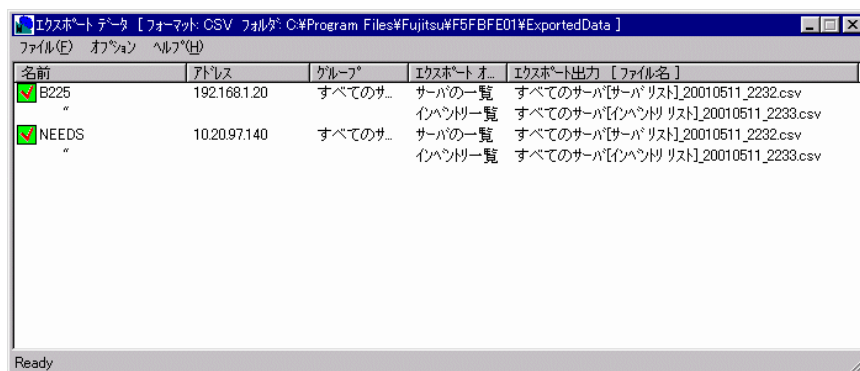 ｴｸｽﾎﾟｰﾄ ﾃﾞｰﾀ [ ﾌｫｰﾏｯﾄ: CSV ﾌｫﾙﾀﾞ: C:¥Program Files¥Fujitsu¥F5FBFE01¥ExportedData ]
ﾌｧｲﾙ(F) ｵﾌﾟｼｮﾝ ﾍﾙﾌﾟ(H)
名前 ｱﾄﾞﾚｽ ｸﾞﾙｰﾌﾟ ｴｸｽﾎﾟｰﾄ ｵ... ｴｸｽﾎﾟｰﾄ出力 [ ﾌｧｲﾙ名 ]
B225 192.168.1.20 すべてのサ... サーバの一覧 すべてのサーバ[ｻｰﾊﾞ ﾘｽﾄ]_20010511_2232.csv
〃 ｲﾝﾍﾞﾝﾄﾘ一覧 すべてのサーバ[ｲﾝﾍﾞﾝﾄﾘ ﾘｽﾄ]_20010511_2233.csv
NEEDS 10.20.97.140 すべてのサ... サーバの一覧 すべてのサーバ[ｻｰﾊﾞ ﾘｽﾄ]_20010511_2232.csv
〃 ｲﾝﾍﾞﾝﾄﾘ一覧 すべてのサーバ[ｲﾝﾍﾞﾝﾄﾘ ﾘｽﾄ]_20010511_2233.csv
Ready